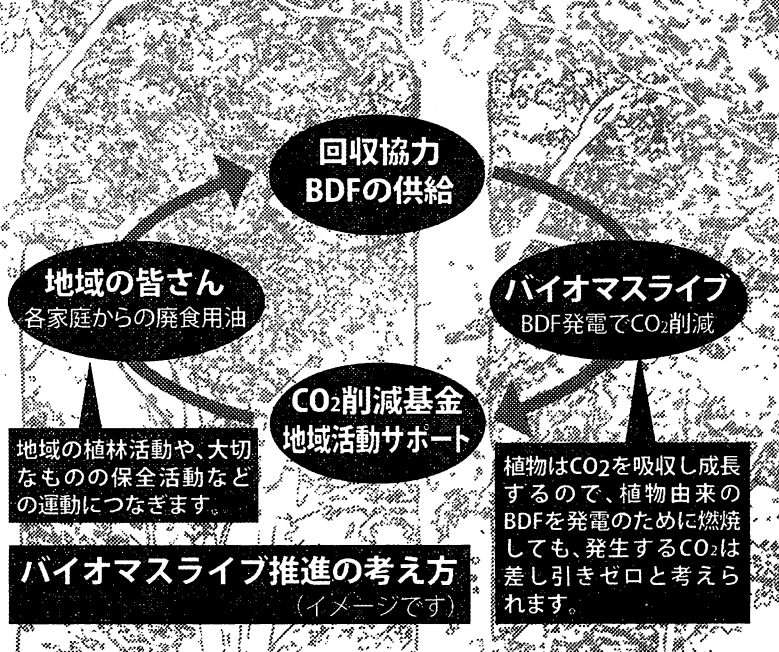 回収協力
BDFの供給
地域の皆さん
各家庭からの廃食用油
バイオマスライブ
BDF発電でCO₂削減
CO₂削減基金
地域活動サポート
地域の植林活動や、大切
なものの保全活動など
の運動につなぎます。
植物はCO2を吸収し成長
するので、植物由来の
BDFを発電のために燃焼
しても、発生するCO₂は
差し引きゼロと考えら
れます。
バイオマスライブ推進の考え方
(イメージです)